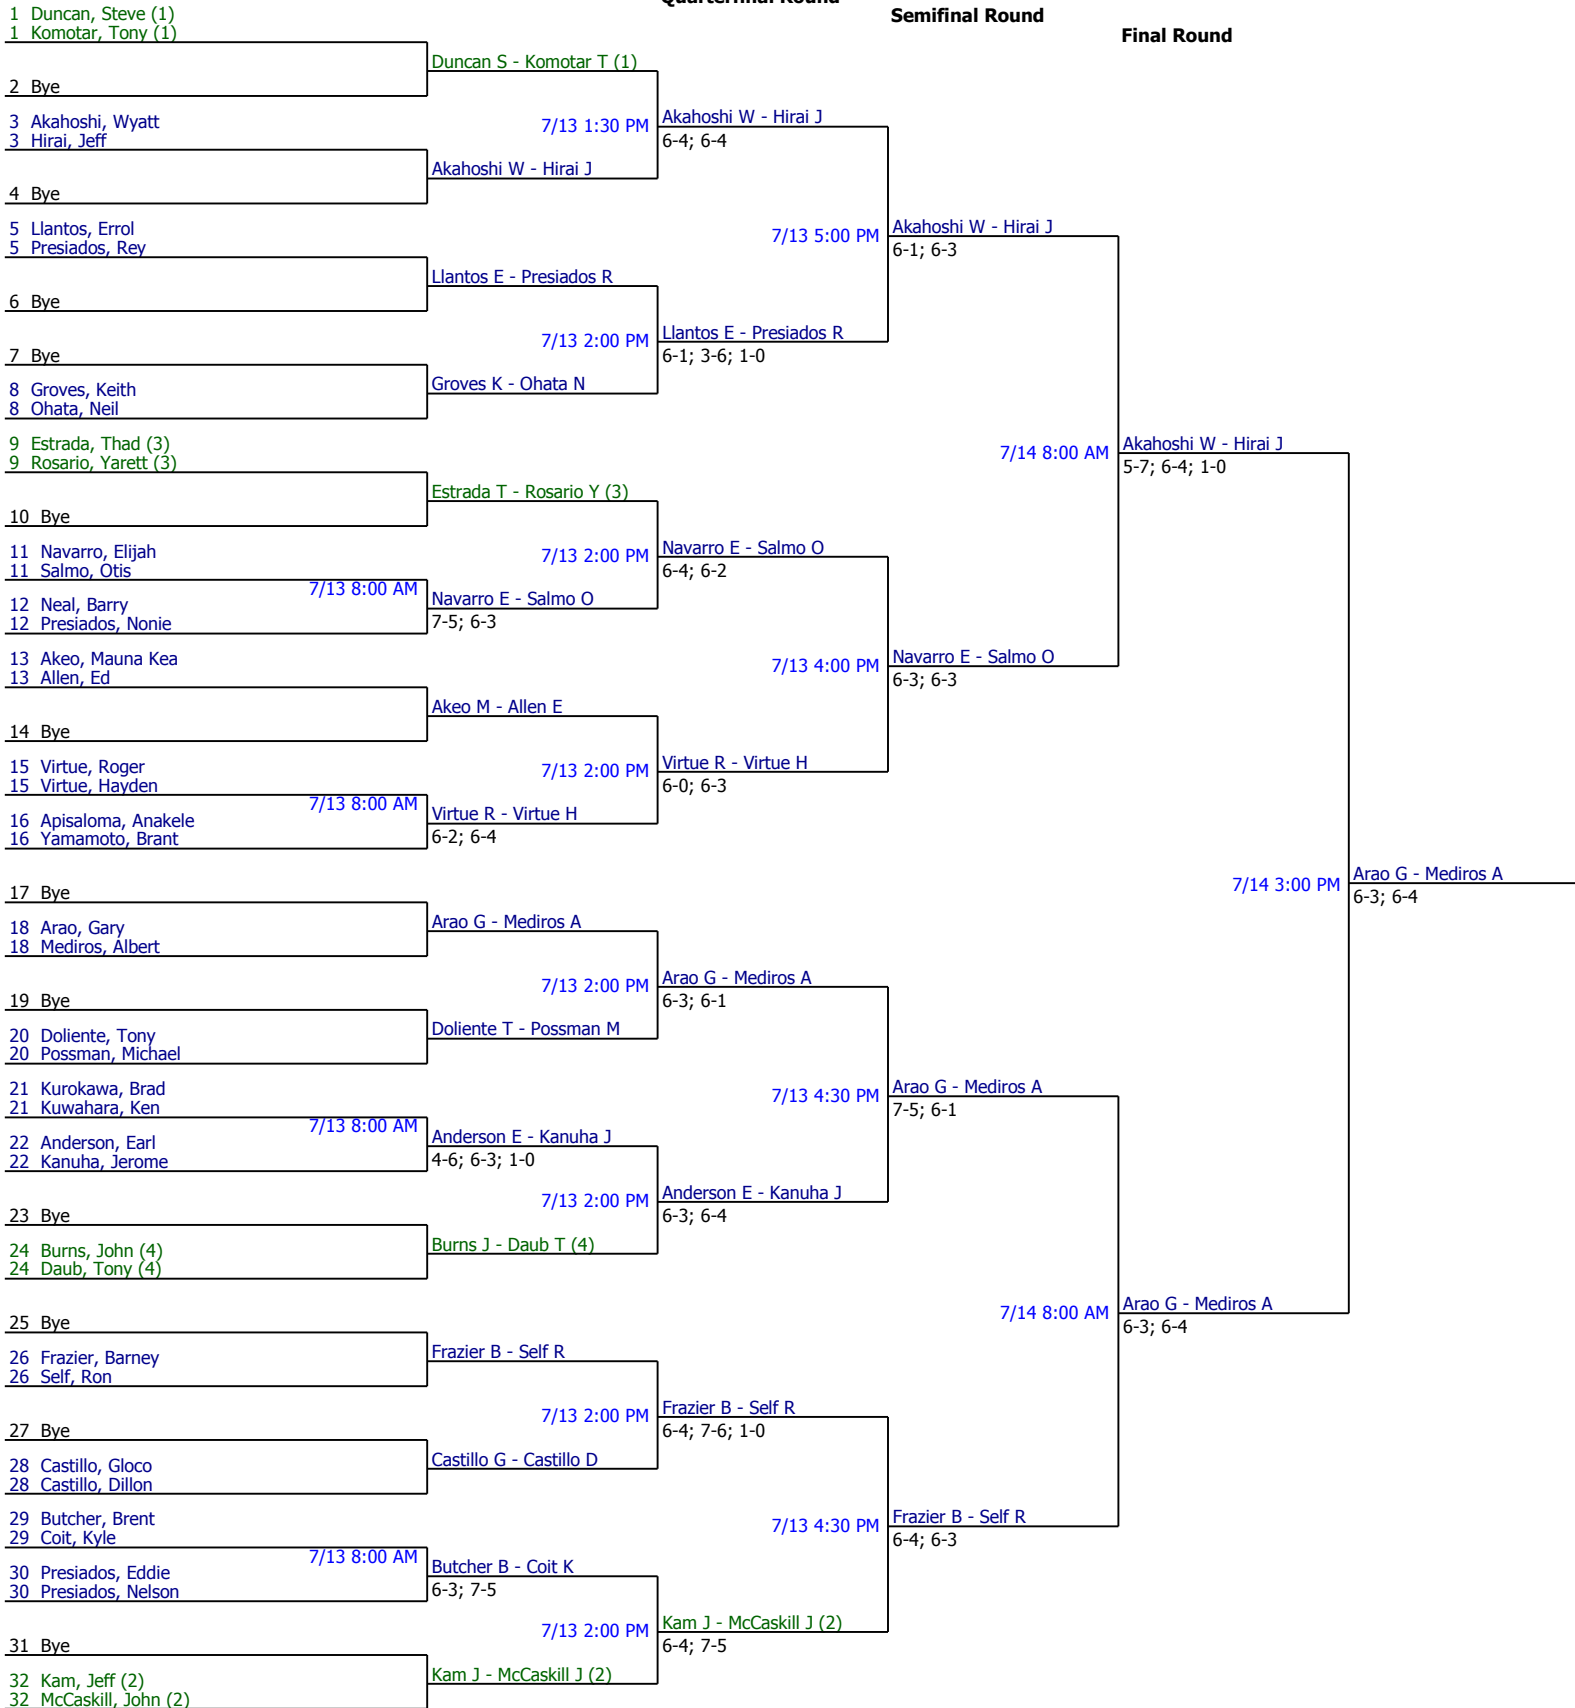 Semifinal Round
Final Round
1 Duncan, Steve (1)
1 Komotar, Tony (1)
2 Bye
3 Akahoshi, Wyatt
3 Hirai, Jeff
4 Bye
5 Llantos, Errol
5 Presiados, Rey
6 Bye
7 Bye
8 Groves, Keith
8 Ohata, Neil
9 Estrada, Thad (3)
9 Rosario, Yarett (3)
10 Bye
11 Navarro, Elijah
11 Salmo, Otis
7/13 8:00 AM
12 Neal, Barry
12 Presiados, Nonie
13 Akeo, Mauna Kea
13 Allen, Ed
14 Bye
15 Virtue, Roger
15 Virtue, Hayden
7/13 8:00 AM
16 Apisaloma, Anakele
16 Yamamoto, Brant
17 Bye
18 Arao, Gary
18 Mediros, Albert
19 Bye
20 Doliente, Tony
20 Possman, Michael
21 Kurokawa, Brad
21 Kuwahara, Ken
7/13 8:00 AM
22 Anderson, Earl
22 Kanuha, Jerome
23 Bye
24 Burns, John (4)
24 Daub, Tony (4)
25 Bye
26 Frazier, Barney
26 Self, Ron
27 Bye
28 Castillo, Gloco
28 Castillo, Dillon
29 Butcher, Brent
29 Coit, Kyle
7/13 8:00 AM
30 Presiados, Eddie
30 Presiados, Nelson
31 Bye
32 Kam, Jeff (2)
32 McCaskill, John (2)
Duncan S - Komotar T (1)
7/13 1:30 PM
Akahoshi W - Hirai J
Llantos E - Presiados R
7/13 2:00 PM
Groves K - Ohata N
Estrada T - Rosario Y (3)
7/13 2:00 PM
Navarro E - Salmo O
7-5; 6-3
Akeo M - Allen E
7/13 2:00 PM
Virtue R - Virtue H
6-2; 6-4
Arao G - Mediros A
7/13 2:00 PM
Doliente T - Possman M
Anderson E - Kanuha J
4-6; 6-3; 1-0
7/13 2:00 PM
Burns J - Daub T (4)
Frazier B - Self R
7/13 2:00 PM
Castillo G - Castillo D
Butcher B - Coit K
6-3; 7-5
7/13 2:00 PM
Kam J - McCaskill J (2)
Akahoshi W - Hirai J
6-4; 6-4
7/13 5:00 PM
Llantos E - Presiados R
6-1; 3-6; 1-0
Navarro E - Salmo O
6-4; 6-2
7/13 4:00 PM
Virtue R - Virtue H
6-0; 6-3
Arao G - Mediros A
6-3; 6-1
7/13 4:30 PM
Anderson E - Kanuha J
6-3; 6-4
Frazier B - Self R
6-4; 7-6; 1-0
7/13 4:30 PM
Kam J - McCaskill J (2)
6-4; 7-5
Akahoshi W - Hirai J
6-1; 6-3
7/14 8:00 AM
Navarro E - Salmo O
6-3; 6-3
Arao G - Mediros A
7-5; 6-1
7/14 8:00 AM
Frazier B - Self R
6-4; 6-3
Akahoshi W - Hirai J
5-7; 6-4; 1-0
7/14 3:00 PM
Arao G - Mediros A
6-3; 6-4
Arao G - Mediros A
6-3; 6-4